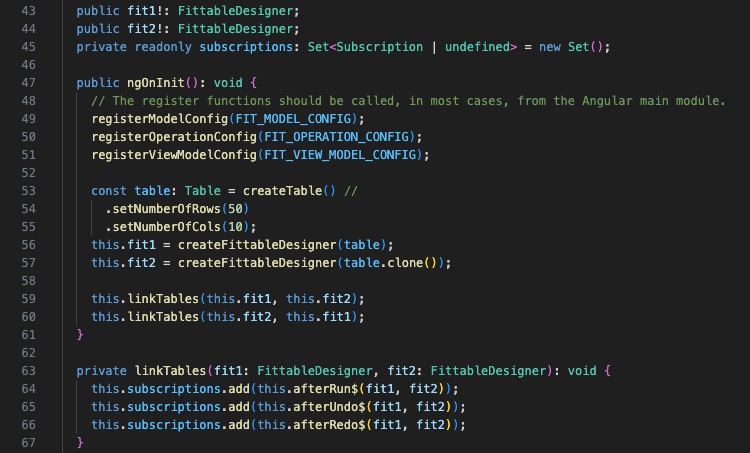 43 public fit1!: FittableDesigner;
44 public fit2!: FittableDesigner;
45 private readonly subscriptions: Set<Subscription | undefined> = new Set();
46
47 public ngOnInit(): void {
48 // The register functions should be called, in most cases, from the Angular main module.
49 registerModelConfig(FIT_MODEL_CONFIG);
50 registerOperationConfig(FIT_OPERATION_CONFIG);
51 registerViewModelConfig(FIT_VIEW_MODEL_CONFIG);
52
53 const table: Table = createTable() //
54 .setNumberOfRows(50)
55 .setNumberOfCols(10);
56 this.fit1 = createFittableDesigner(table);
57 this.fit2 = createFittableDesigner(table.clone());
58
59 this.linkTables(this.fit1, this.fit2);
60 this.linkTables(this.fit2, this.fit1);
61 }
62
63 private linkTables(fit1: FittableDesigner, fit2: FittableDesigner): void {
64 this.subscriptions.add(this.afterRun$(fit1, fit2));
65 this.subscriptions.add(this.afterUndo$(fit1, fit2));
66 this.subscriptions.add(this.afterRedo$(fit1, fit2));
67 }